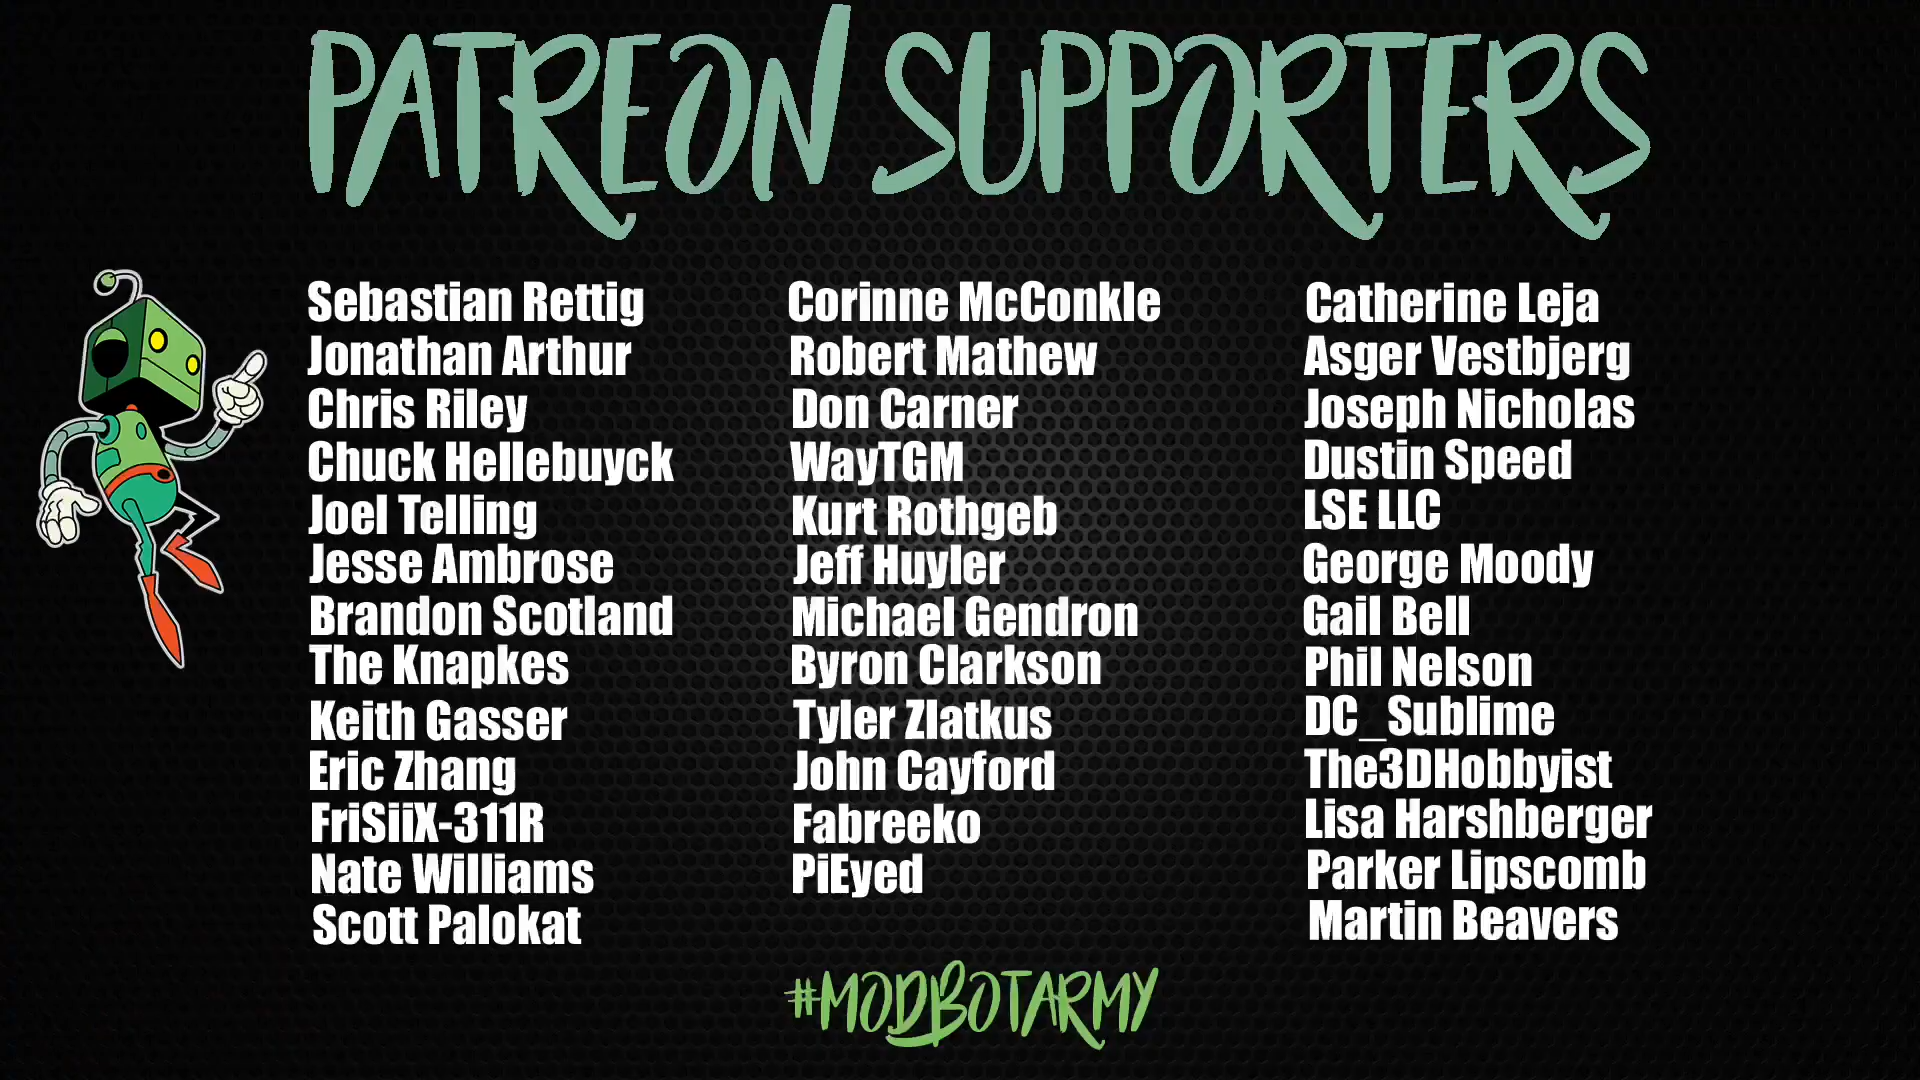 PATREON SUPPORTERS
Sebastian Rettig
Jonathan Arthur
Chris Riley
Chuck Hellebuyck
Joel Telling
Jesse Ambrose
Brandon Scotland
The Knapkes
Keith Gasser
Eric Zhang
FriSiiX-311R
Nate Williams
Scott Palokat
Corinne McConkle
Robert Mathew
Don Carner
WayTGM
Kurt Rothgeb
Jeff Huyler
Michael Gendron
Byron Clarkson
Tyler Zlatkus
John Cayford
Fabreeko
PiEyed
Catherine Leja
Asger Vestbjerg
Joseph Nicholas
Dustin Speed
LSE LLC
George Moody
Gail Bell
Phil Nelson
DC_Sublime
The3DHobbyist
Lisa Harshberger
Parker Lipscomb
Martin Beavers
#MODBOTARMY